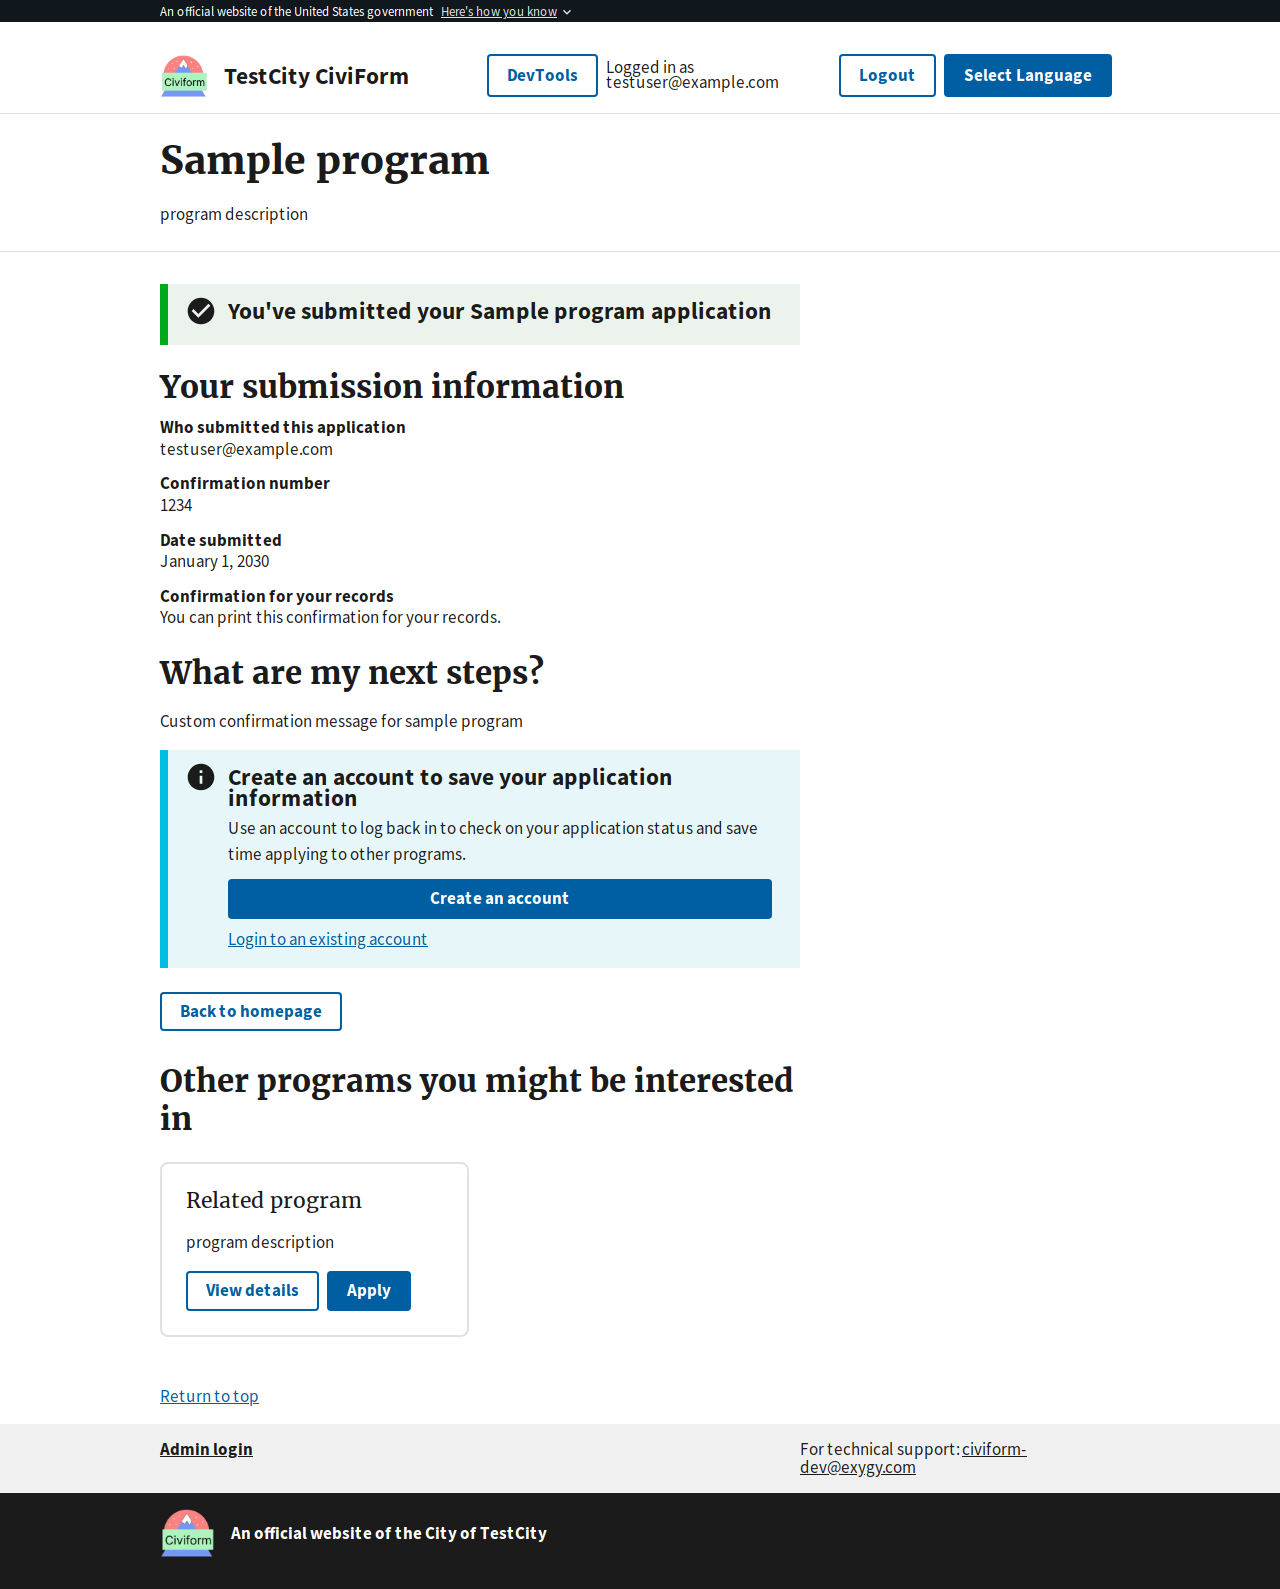 An official website of the United States government Here's how you know
Civiform
TestCity CiviForm
DevTools
Logged in as
testuser@example.com
Logout
Select Language
Sample program
program description
You've submitted your Sample program application
Your submission information
Who submitted this application
testuser@example.com
Confirmation number
1234
Date submitted
January 1, 2030
Confirmation for your records
You can print this confirmation for your records.
What are my next steps?
Custom confirmation message for sample program
Create an account to save your application
information
Use an account to log back in to check on your application status and save
time applying to other programs.
Create an account
Login to an existing account
Back to homepage
Other programs you might be interested
in
Related program
program description
View details
Apply
Return to top
Admin login
For technical support: civiform-
dev@exygy.com
Civiform
An official website of the City of TestCity